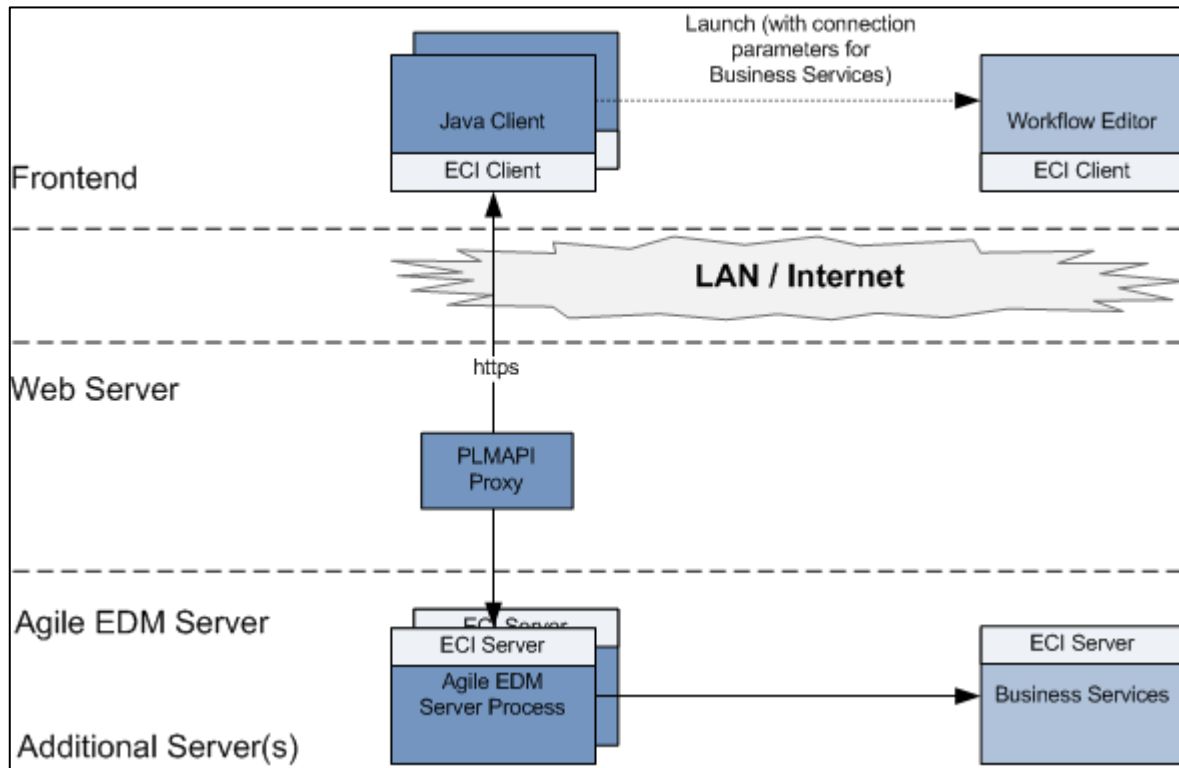 Launch (with connection
parameters for
Business Services)
Java Client
ECI Client
Workflow Editor
ECI Client
Frontend
LAN / Internet
https
Web Server
PLMAPI
Proxy
Agile EDM Server
ECI Server
ECI Server
Agile EDM
Server Process
ECI Server
Business Services
Additional Server(s)